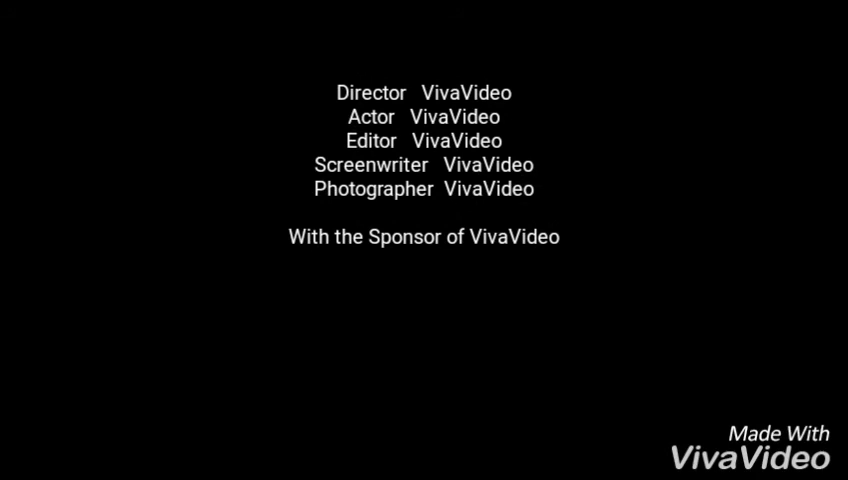 Director VivaVideo
Actor VivaVideo
Editor VivaVideo
Screenwriter VivaVideo
Photographer VivaVideo
With the Sponsor of VivaVideo
Made With
VivaVideo